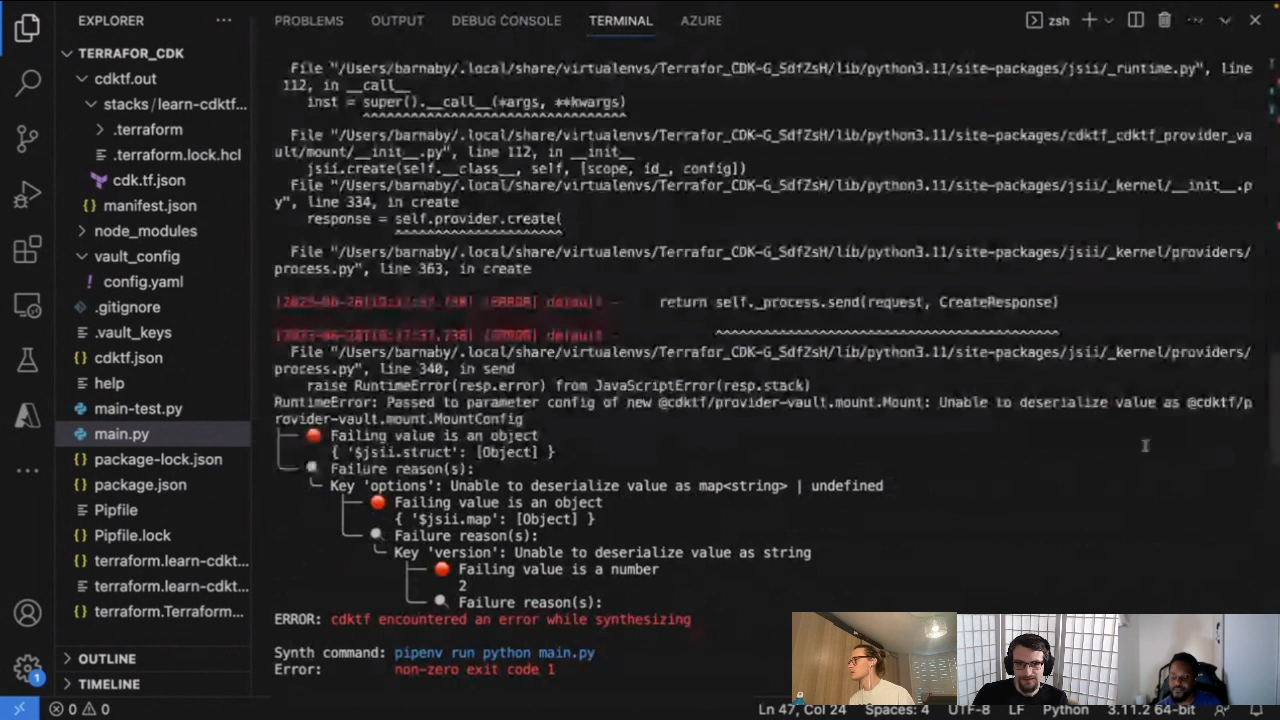 EXPLORER
PROBLEMS OUTPUT DEBUG CONSOLE TERMINAL AZURE
zsh
TERRAFOR_CDK
cdktf.out
stacks/learn-cdktf...
.terraform
.terraform.lock.hcl
cdk.tf.json
manifest.json
node_modules
vault_config
config.yaml
.gitignore
.vault_keys
cdktf.json
help
main-test.py
main.py
package-lock.json
package.json
Pipfile
Pipfile.lock
terraform.learn-cdkt...
terraform.learn-cdkt...
terraform.Terraform...
OUTLINE
TIMELINE
1
File "/Users/barnaby/.local/share/virtualenvs/Terrafor_CDK-G_SdfZsH/lib/python3.11/site-packages/jsii/_runtime.py", line
112, in __call__
inst = super().__call__(*args, **kwargs)
^^^^^^^^^^^^^^^^^^^^^^^^^^^^^^^^^
File "/Users/barnaby/.local/share/virtualenvs/Terrafor_CDK-G_SdfZsH/lib/python3.11/site-packages/cdktf_cdktf_provider_va
ult/mount/__init__.py", line 112, in __init__
jsii.create(self.__class__, self, [scope, id_, config])
File "/Users/barnaby/.local/share/virtualenvs/Terrafor_CDK-G_SdfZsH/lib/python3.11/site-packages/jsii/_kernel/__init__.p
y", line 334, in create
response = self.provider.create(
^^^^^^^^^^^^^^^^^^^^^
File "/Users/barnaby/.local/share/virtualenvs/Terrafor_CDK-G_SdfZsH/lib/python3.11/site-packages/jsii/_kernel/providers/
process.py", line 363, in create
[ERROR] default - return self._process.send(request, CreateResponse)
[ERROR] default - ^^^^^^^^^^^^^^^^^^^^^^^^^^^^^^^^^^^^^^^^^^^
File "/Users/barnaby/.local/share/virtualenvs/Terrafor_CDK-G_SdfZsH/lib/python3.11/site-packages/jsii/_kernel/providers/
process.py", line 340, in send
raise RuntimeError(resp.error) from JavaScriptError(resp.stack)
RuntimeError: Passed to parameter config of new @cdktf/provider-vault.mount.Mount: Unable to deserialize value as @cdktf/p
rovider-vault.mount.MountConfig
Failing value is an object
{ '$jsii.struct': [Object] }
Failure reason(s):
Key 'options': Unable to deserialize value as map<string> | undefined
Failing value is an object
{ '$jsii.map': [Object] }
Failure reason(s):
Key 'version': Unable to deserialize value as string
Failing value is a number
2
Failure reason(s):
ERROR: cdktf encountered an error while synthesizing
Synth command: pipenv run python main.py
Error: non-zero exit code 1
0 0 Ln 47, Col 24 Spaces: 4 UTF-8 LF Python 3.11.2 64-bit